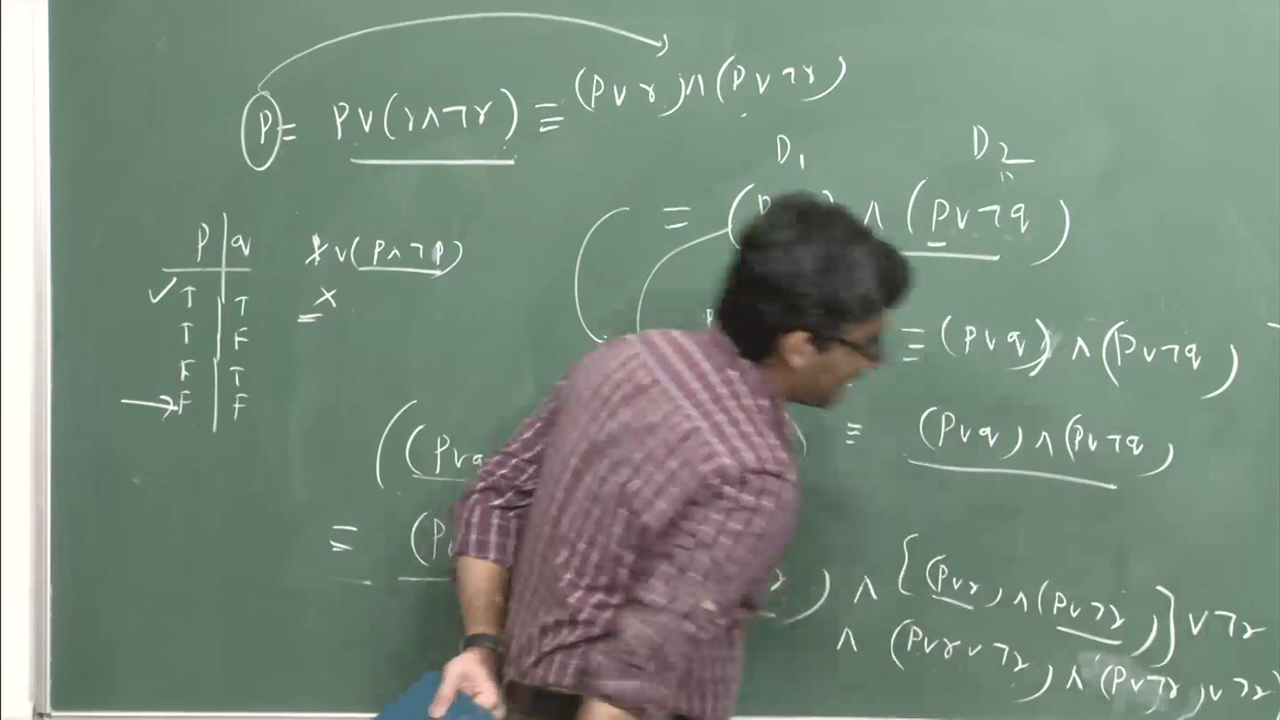 P ≡ P∨(r∧¬r) ≡ (P∨r)∧(P∨¬r)
D₁ D₂
≡ ( ∧ (P∨¬q)
P q ∨(P∧¬P)
✓ T T x
T F
F T
→ F F
≡ (P∨q) ∧ (P∨¬q)
((P∨q ≡ (P∨q) ∧ (P∨¬q)
≡ (P ) ∧ [(P∨r) ∧ (P∨¬r)] ∨ ¬r
∧ (P∨r∨¬r) ∧ (P∨¬r)∨¬r